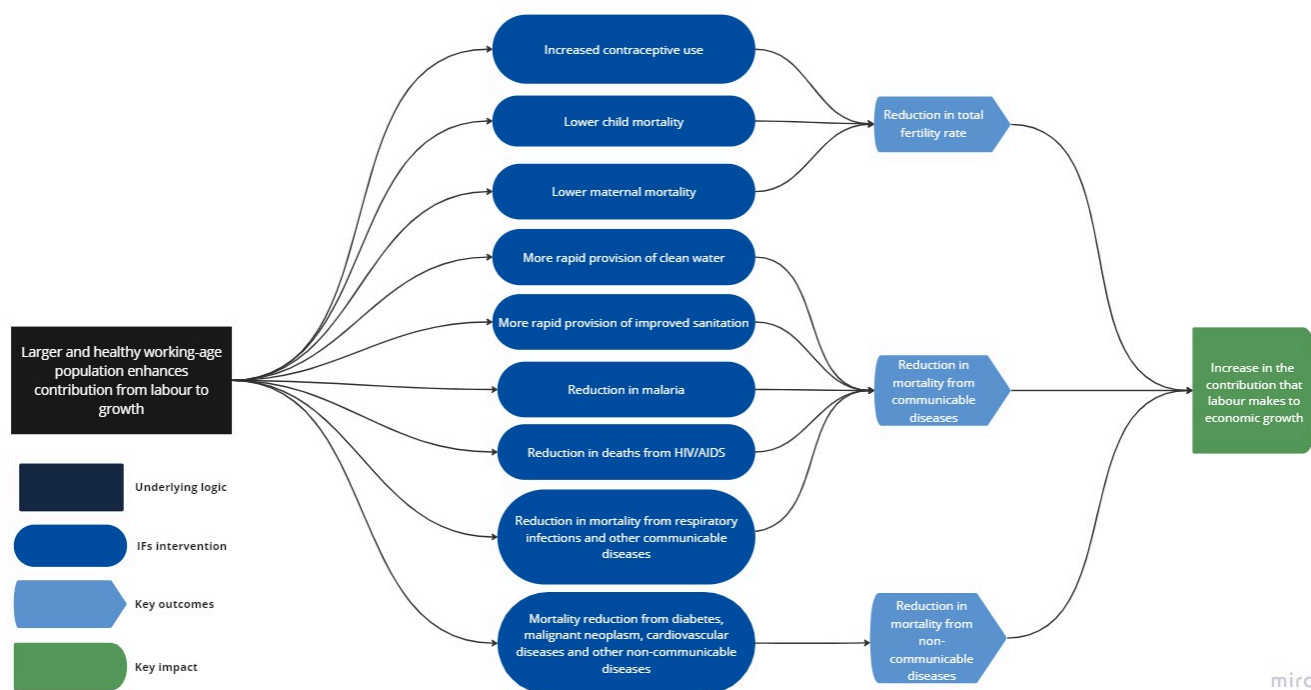 Increased contraceptive use
Lower child mortality
Lower maternal mortality
More rapid provision of clean water
More rapid provision of improved sanitation
Reduction in malaria
Reduction in deaths from HIV/AIDS
Reduction in mortality from respiratory
infections and other communicable
diseases
Mortality reduction from diabetes,
malignant neoplasm, cardiovascular
diseases and other non-communicable
diseases
Reduction in total
fertility rate
Reduction in
mortality from
communicable
diseases
Reduction in
mortality from
non-
communicable
diseases
Increase in the
contribution that
labour makes to
economic growth
Larger and healthy working-age
population enhances
contribution from labour to
growth
Underlying logic
IFs intervention
Key outcomes
Key impact
miro